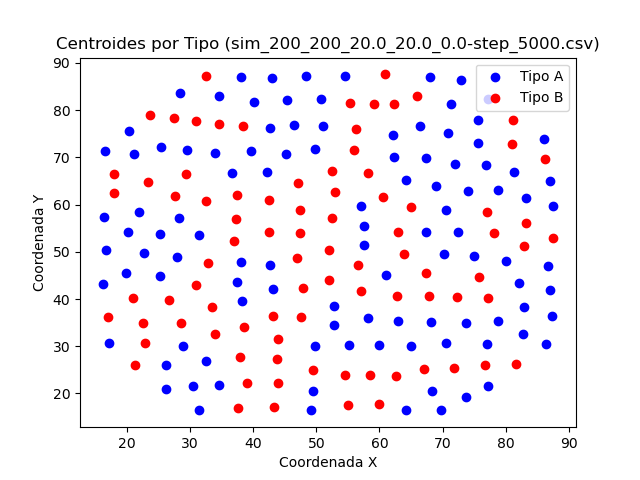 Centroides por Tipo (sim_200_200_20.0_20.0_0.0-step_5000.csv)
Tipo A
Tipo B
90
80
70
60
50
40
30
20
Coordenada Y
20 30 40 50 60 70 80 90
Coordenada X